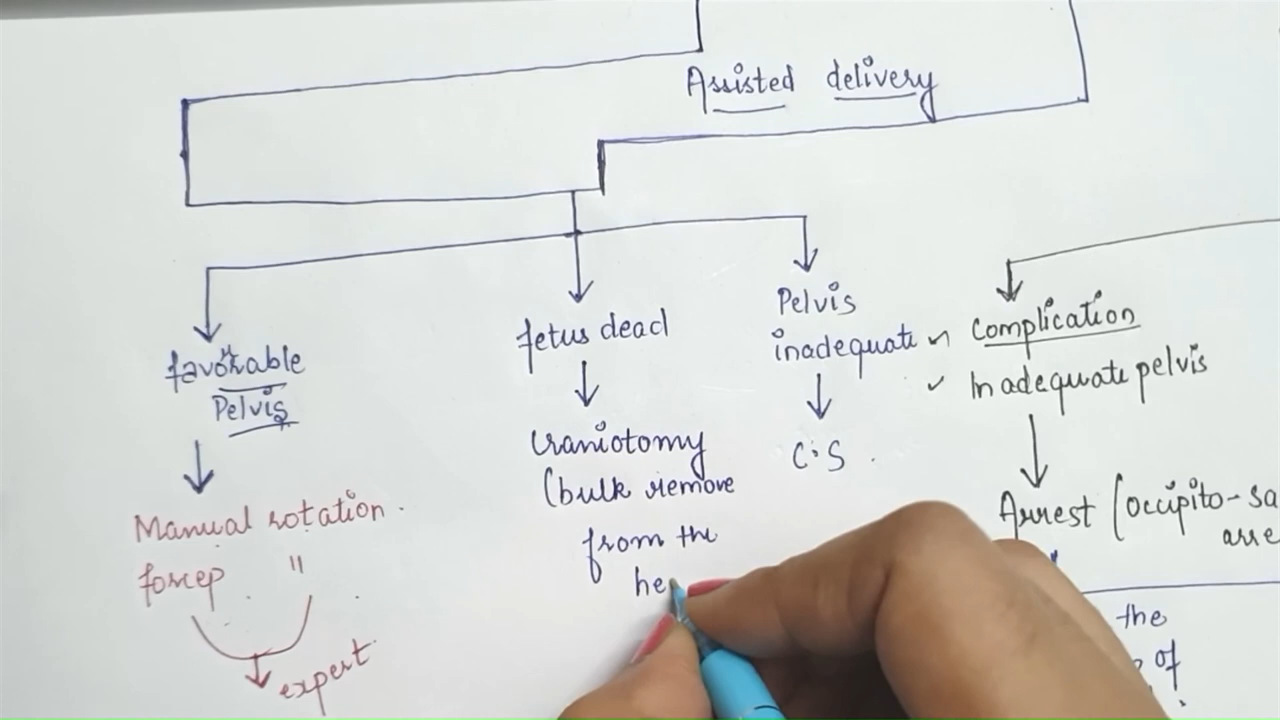 Assisted delivery
favorable
Pelvis
Manual rotation.
forcep "
expert
fetus dead
Craniotomy
(bulk remove
from the
he
Pelvis
inadequate
C.S.
Complication
Inadequate pelvis
Arrest (occipito-sa
arre
the
of